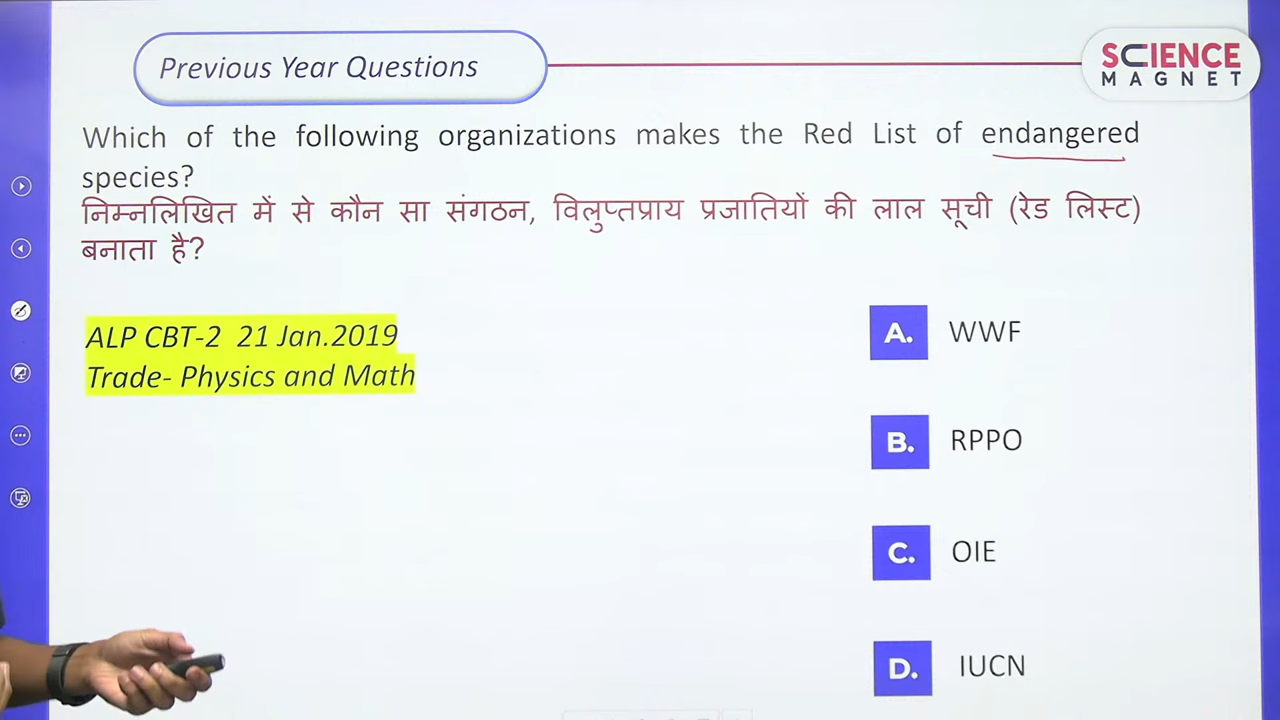 Previous Year Questions
SCIENCE
MAGNET
Which of the following organizations makes the Red List of endangered
species?
निम्नलिखित में से कौन सा संगठन, विलुप्तप्राय प्रजातियों की लाल सूची (रेड लिस्ट)
बनाता है?
ALP CBT-2 21 Jan.2019
Trade- Physics and Math
A. WWF
B. RPPO
C. OIE
D. IUCN